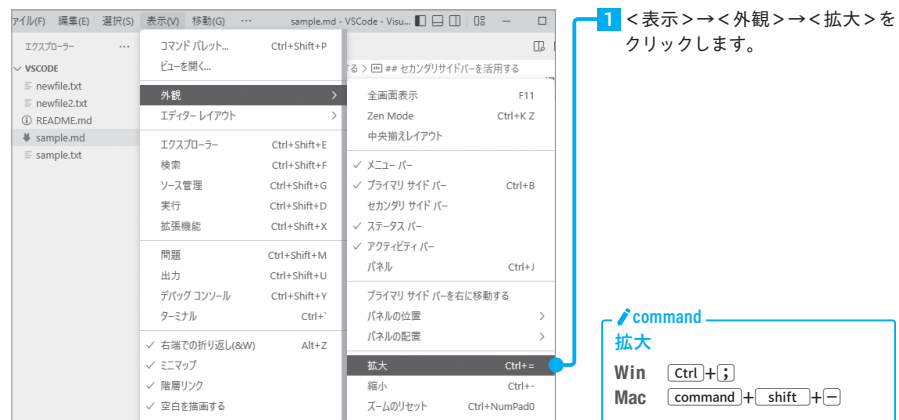 ァイル(F) 編集(E) 選択(S) 表示(V) 移動(G) … sample.md - VSCode - Visu...
エクスプローラー …
VSCODE
newfile.txt
newfile2.txt
README.md
sample.md
sample.txt
コマンド パレット... Ctrl+Shift+P
ビューを開く...
外観
エディター レイアウト
エクスプローラー Ctrl+Shift+E
検索 Ctrl+Shift+F
ソース管理 Ctrl+Shift+G
実行 Ctrl+Shift+D
拡張機能 Ctrl+Shift+X
問題 Ctrl+Shift+M
出力 Ctrl+Shift+U
デバッグ コンソール Ctrl+Shift+Y
ターミナル Ctrl+`
右端での折り返し(&W) Alt+Z
ミニマップ
階層リンク
空白を描画する
する > ## セカンダリサイドバーを活用する
全画面表示 F11
Zen Mode Ctrl+K Z
中央揃えレイアウト
メニュー バー
プライマリ サイド バー Ctrl+B
セカンダリ サイド バー
ステータス バー
アクティビティ バー
パネル Ctrl+J
プライマリ サイド バーを右に移動する
パネルの位置
パネルの配置
拡大 Ctrl+=
縮小 Ctrl+-
ズームのリセット Ctrl+NumPad0
1 <表示>→<外観>→<拡大>を
クリックします。
command
拡大
Win Ctrl+;
Mac command+shift+−